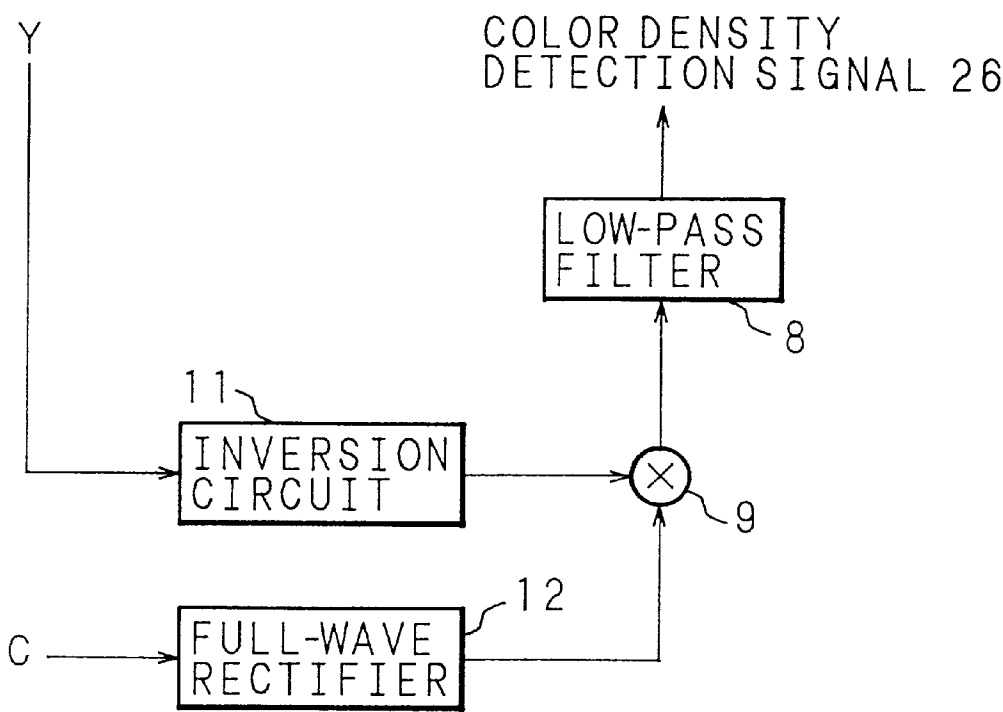 Y
COLOR DENSITY
DETECTION SIGNAL 26
LOW-PASS
FILTER
8
11
INVERSION
CIRCUIT
9
12
C
FULL-WAVE
RECTIFIER